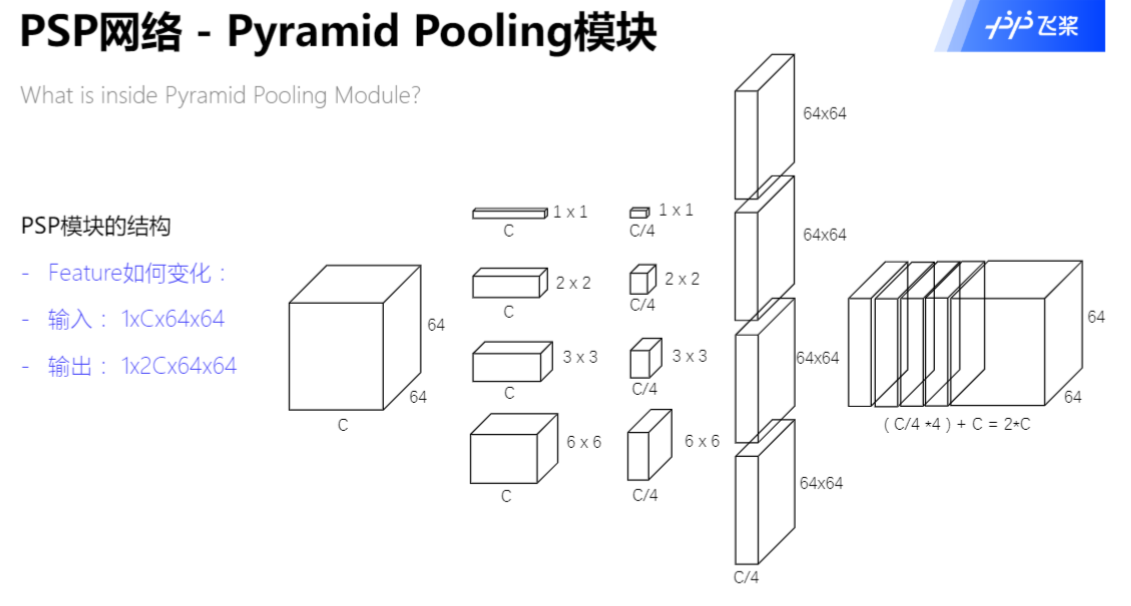 PSP网络 - Pyramid Pooling模块
飞桨
What is inside Pyramid Pooling Module?
PSP模块的结构
- Feature如何变化：
- 输入： 1xCx64x64
- 输出： 1x2Cx64x64
64
64
C
1 x 1
C
2 x 2
C
3 x 3
C
6 x 6
C
1 x 1
C/4
2 x 2
C/4
3 x 3
C/4
6 x 6
C/4
64x64
64x64
64x64
64x64
C/4
64
64
( C/4 *4 ) + C = 2*C